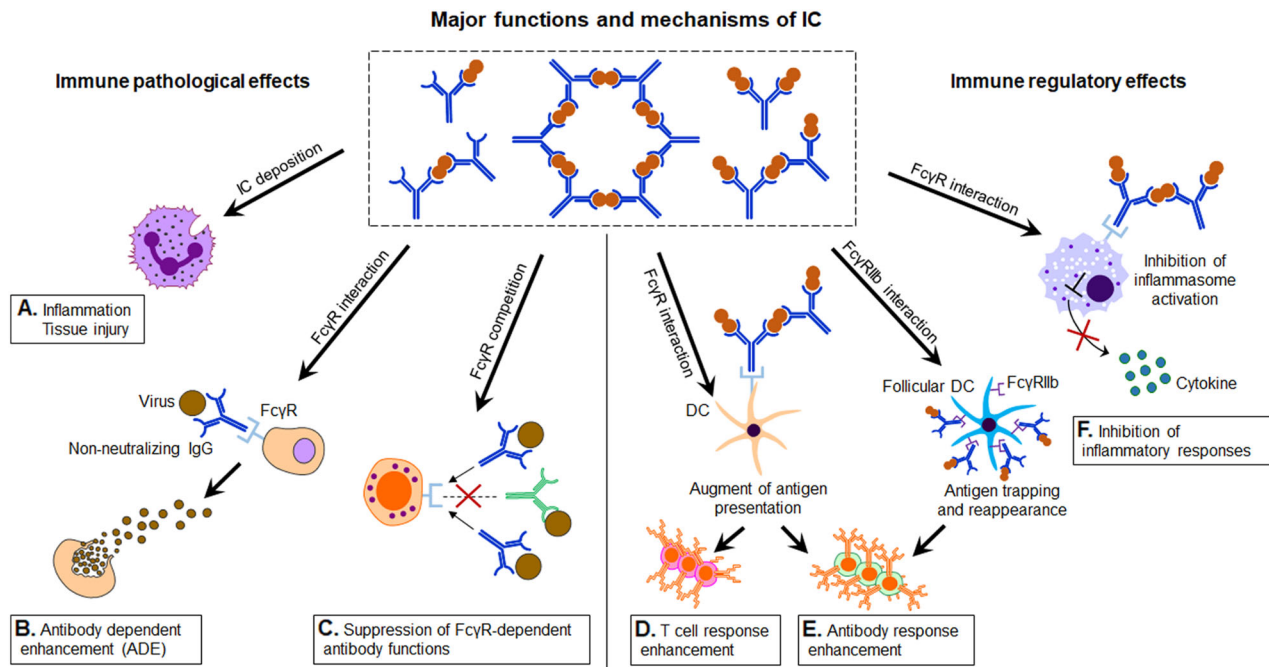 Major functions and mechanisms of IC
Immune pathological effects
Immune regulatory effects
IC deposition
FcγR interaction
FcγR competition
FcγR interaction
FcγRIIb interaction
FcγR interaction
A. Inflammation
Tissue injury
Virus
FcγR
Non-neutralizing IgG
B. Antibody dependent
enhancement (ADE)
C. Suppression of FcγR-dependent
antibody functions
DC
Augment of antigen
presentation
D. T cell response
enhancement
Follicular DC
FcγRIIb
Antigen trapping
and reappearance
E. Antibody response
enhancement
Inhibition of
inflammasome
activation
Cytokine
F. Inhibition of
inflammatory responses